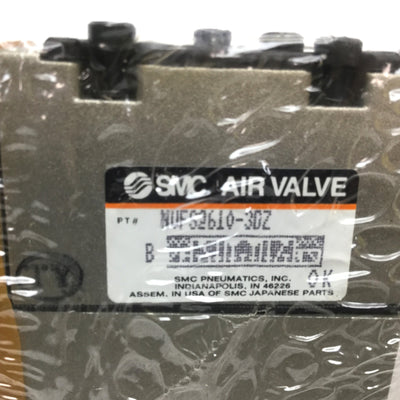 SMC. AIR VALVE
PT# NVFS2610-3DZ
B
SMC PNEUMATICS, INC.
INDIANAPOLIS, IN 46226 OK
ASSEM. IN USA OF SMC JAPANESE PARTS